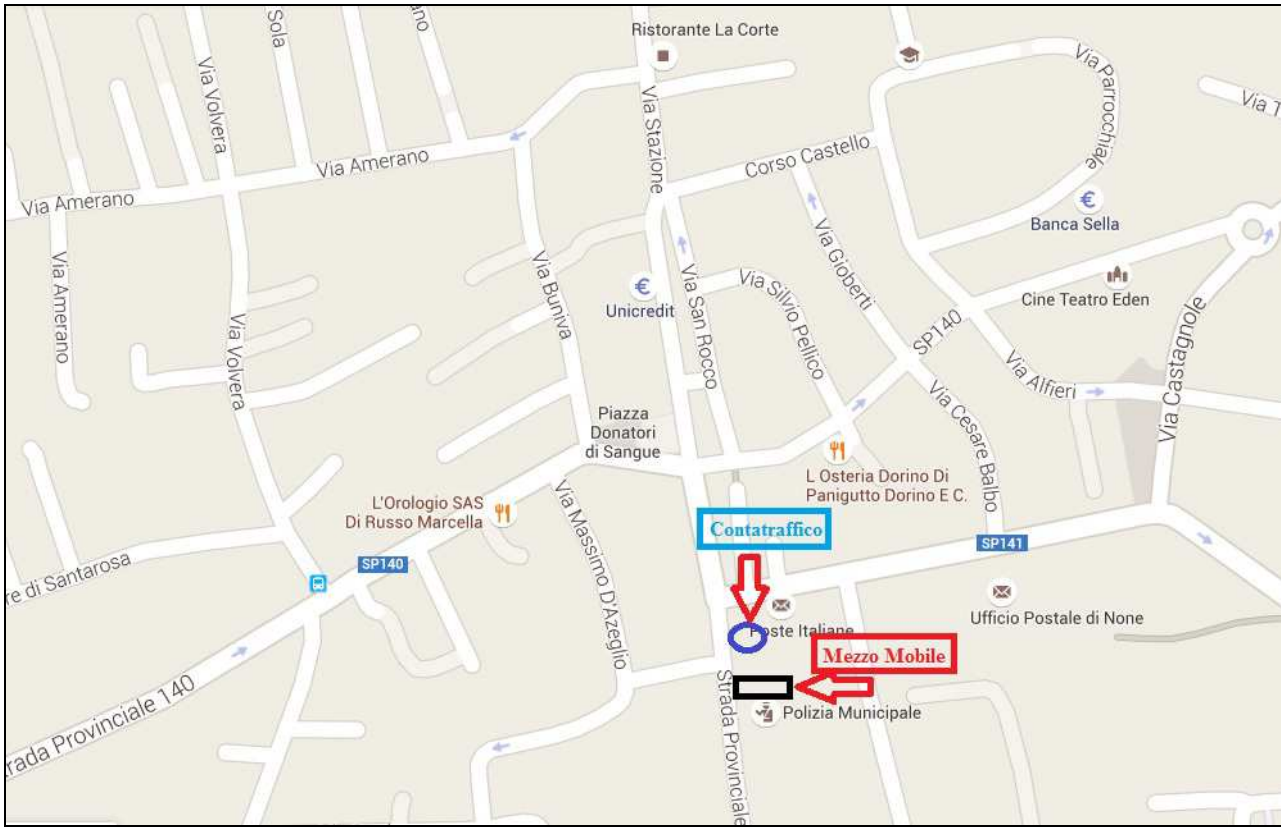 Sola
ano
Ristorante La Corte
Via Parrocchiale
Via T
Via Volvera
Via Stazione
Via Amerano
Corso Castello
Via Amerano
Banca Sella
Via Amerano
Via Buniva
Unicredit
Via San Rocco
Via Silvio Pellico
Via Gioberti
Cine Teatro Eden
SP140
Via Volvera
Via Alfieri
Via Castagnole
Via Cesare Balbo
Piazza
Donatori
di Sangue
L'Orologio SAS
Di Russo Marcella
L Osteria Dorino Di
Panigutto Dorino E C.
Via Massimo D'Azeglio
Contatraffico
SP141
SP140
re di Santarosa
Poste Italiane
Ufficio Postale di None
Mezzo Mobile
Strada Provinciale
Polizia Municipale
trada Provinciale 140